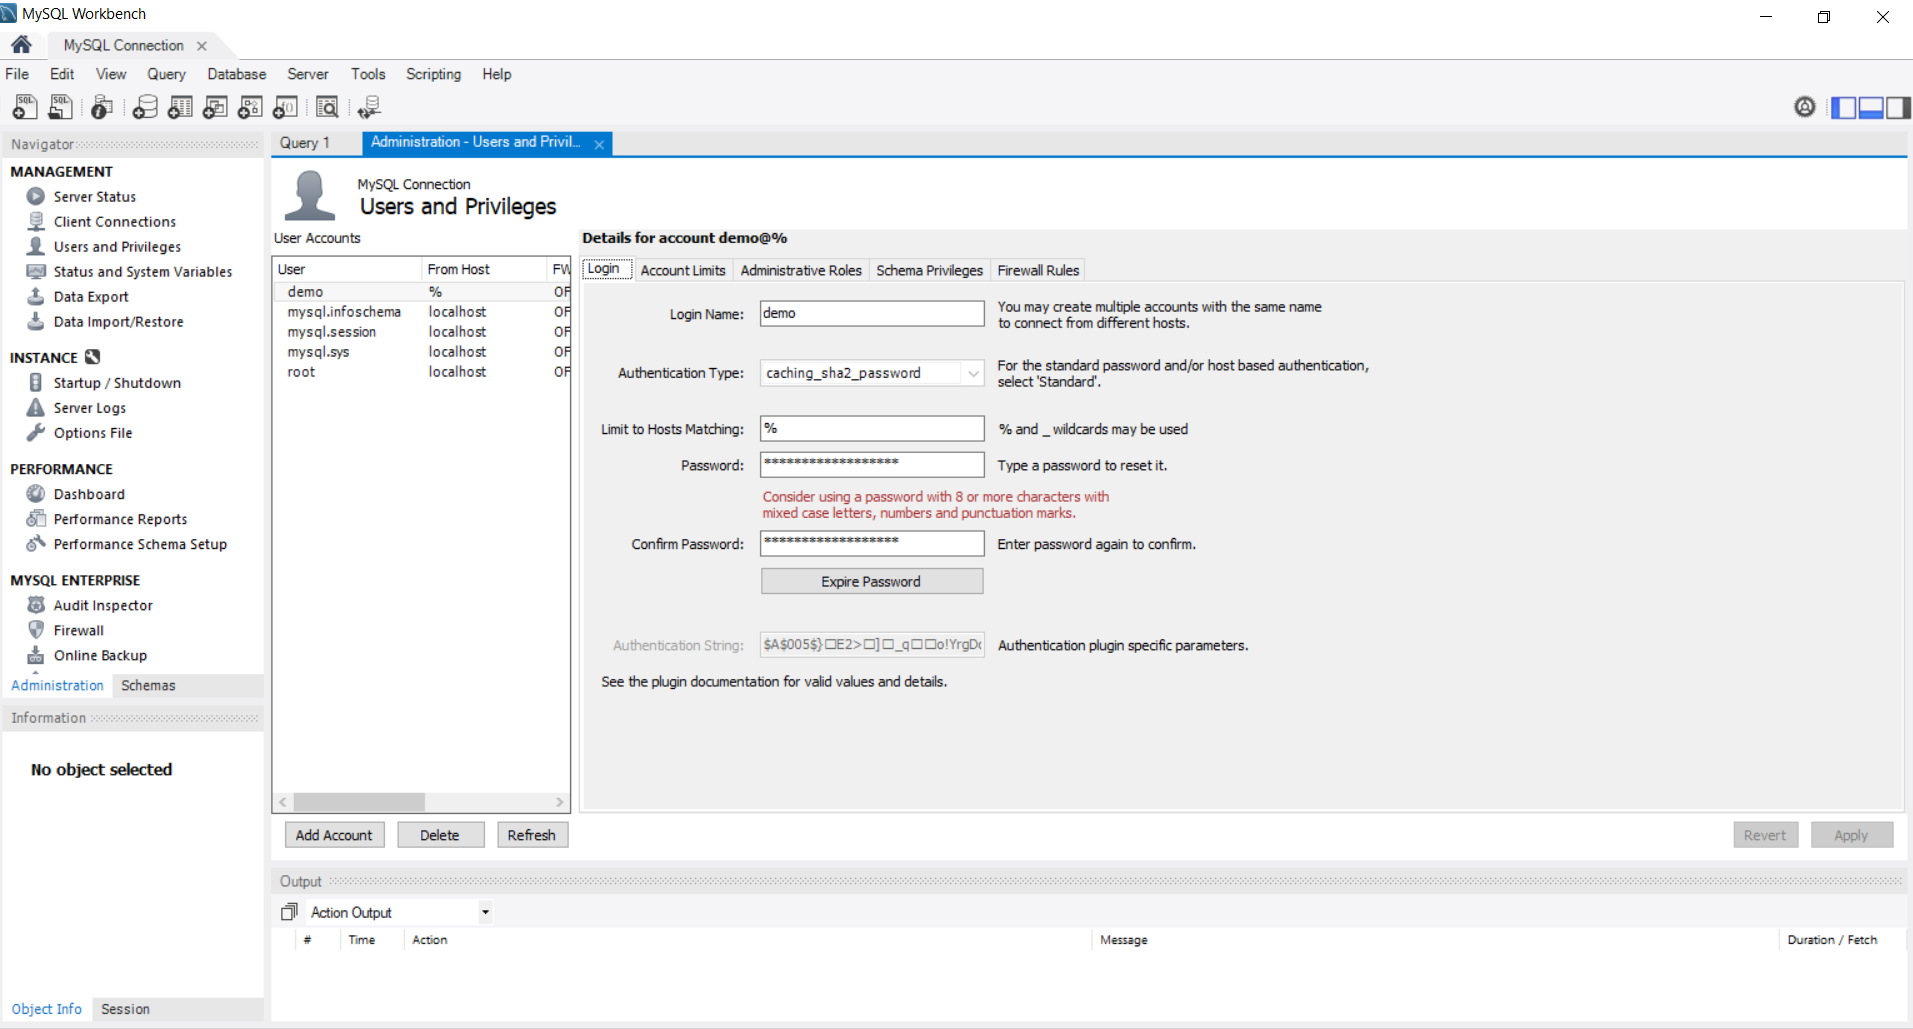 MySQL Workbench
MySQL Connection
File Edit View Query Database Server Tools Scripting Help
Navigator
MANAGEMENT
Server Status
Client Connections
Users and Privileges
Status and System Variables
Data Export
Data Import/Restore
INSTANCE
Startup / Shutdown
Server Logs
Options File
PERFORMANCE
Dashboard
Performance Reports
Performance Schema Setup
MYSQL ENTERPRISE
Audit Inspector
Firewall
Online Backup
Administration Schemas
Information
No object selected
Object Info Session
Query 1 Administration - Users and Privil...
MySQL Connection
Users and Privileges
User Accounts
User From Host FW
demo % OF
mysql.infoschema localhost OF
mysql.session localhost OF
mysql.sys localhost OF
root localhost OF
Add Account Delete Refresh
Details for account demo@%
Login Account Limits Administrative Roles Schema Privileges Firewall Rules
Login Name: demo You may create multiple accounts with the same name
to connect from different hosts.
Authentication Type: caching_sha2_password For the standard password and/or host based authentication,
select 'Standard'.
Limit to Hosts Matching: % % and _ wildcards may be used
Password: ****************** Type a password to reset it.
Consider using a password with 8 or more characters with
mixed case letters, numbers and punctuation marks.
Confirm Password: ****************** Enter password again to confirm.
Expire Password
Authentication String: $A$005$}□E2>□]□_q□□o!YrgD Authentication plugin specific parameters.
See the plugin documentation for valid values and details.
Revert Apply
Output
Action Output
# Time Action Message Duration / Fetch